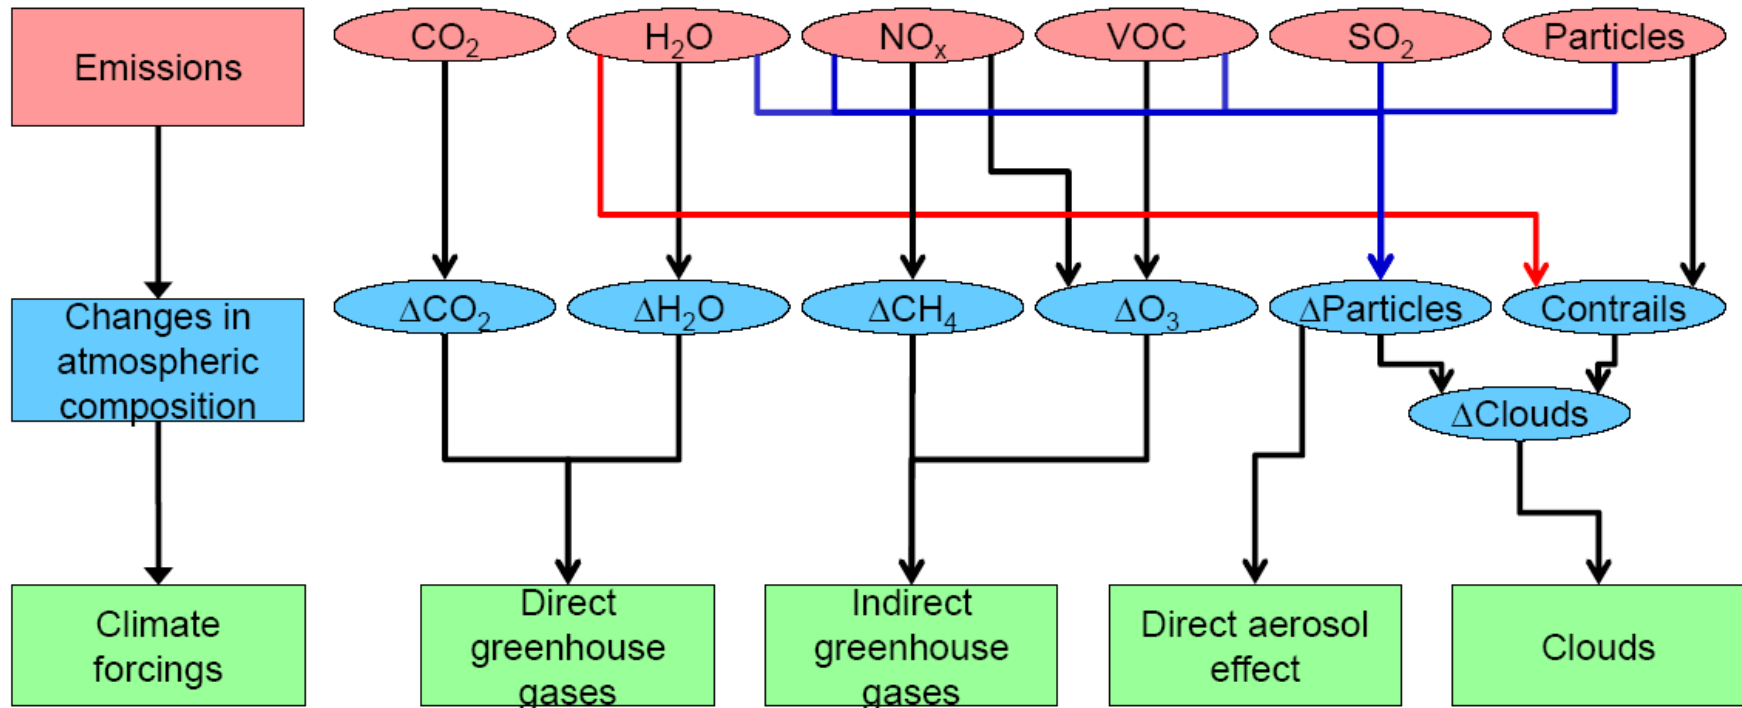 Emissions
CO₂
H₂O
NOₓ
VOC
SO₂
Particles
Changes in
atmospheric
composition
ΔCO₂
ΔH₂O
ΔCH₄
ΔO₃
ΔParticles
Contrails
ΔClouds
Climate
forcings
Direct
greenhouse
gases
Indirect
greenhouse
gases
Direct aerosol
effect
Clouds